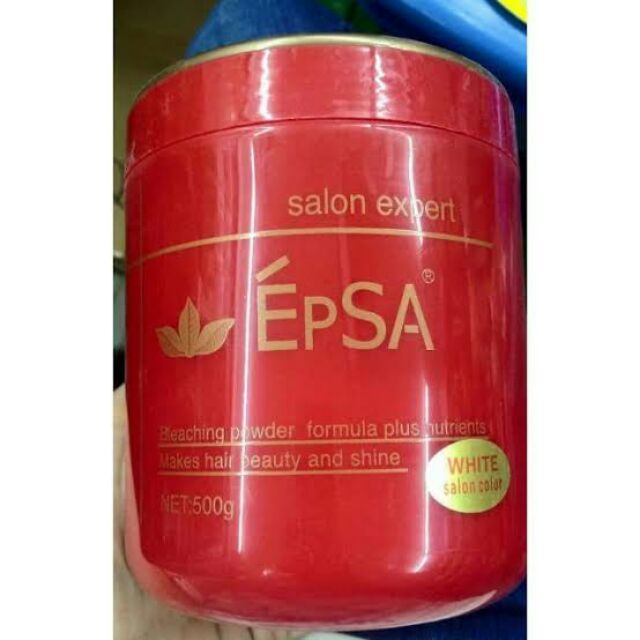 salon expert
ÉPSA®
Bleaching powder formula plus nutrients
Makes hair beauty and shine
WHITE
salon color
NET:500g